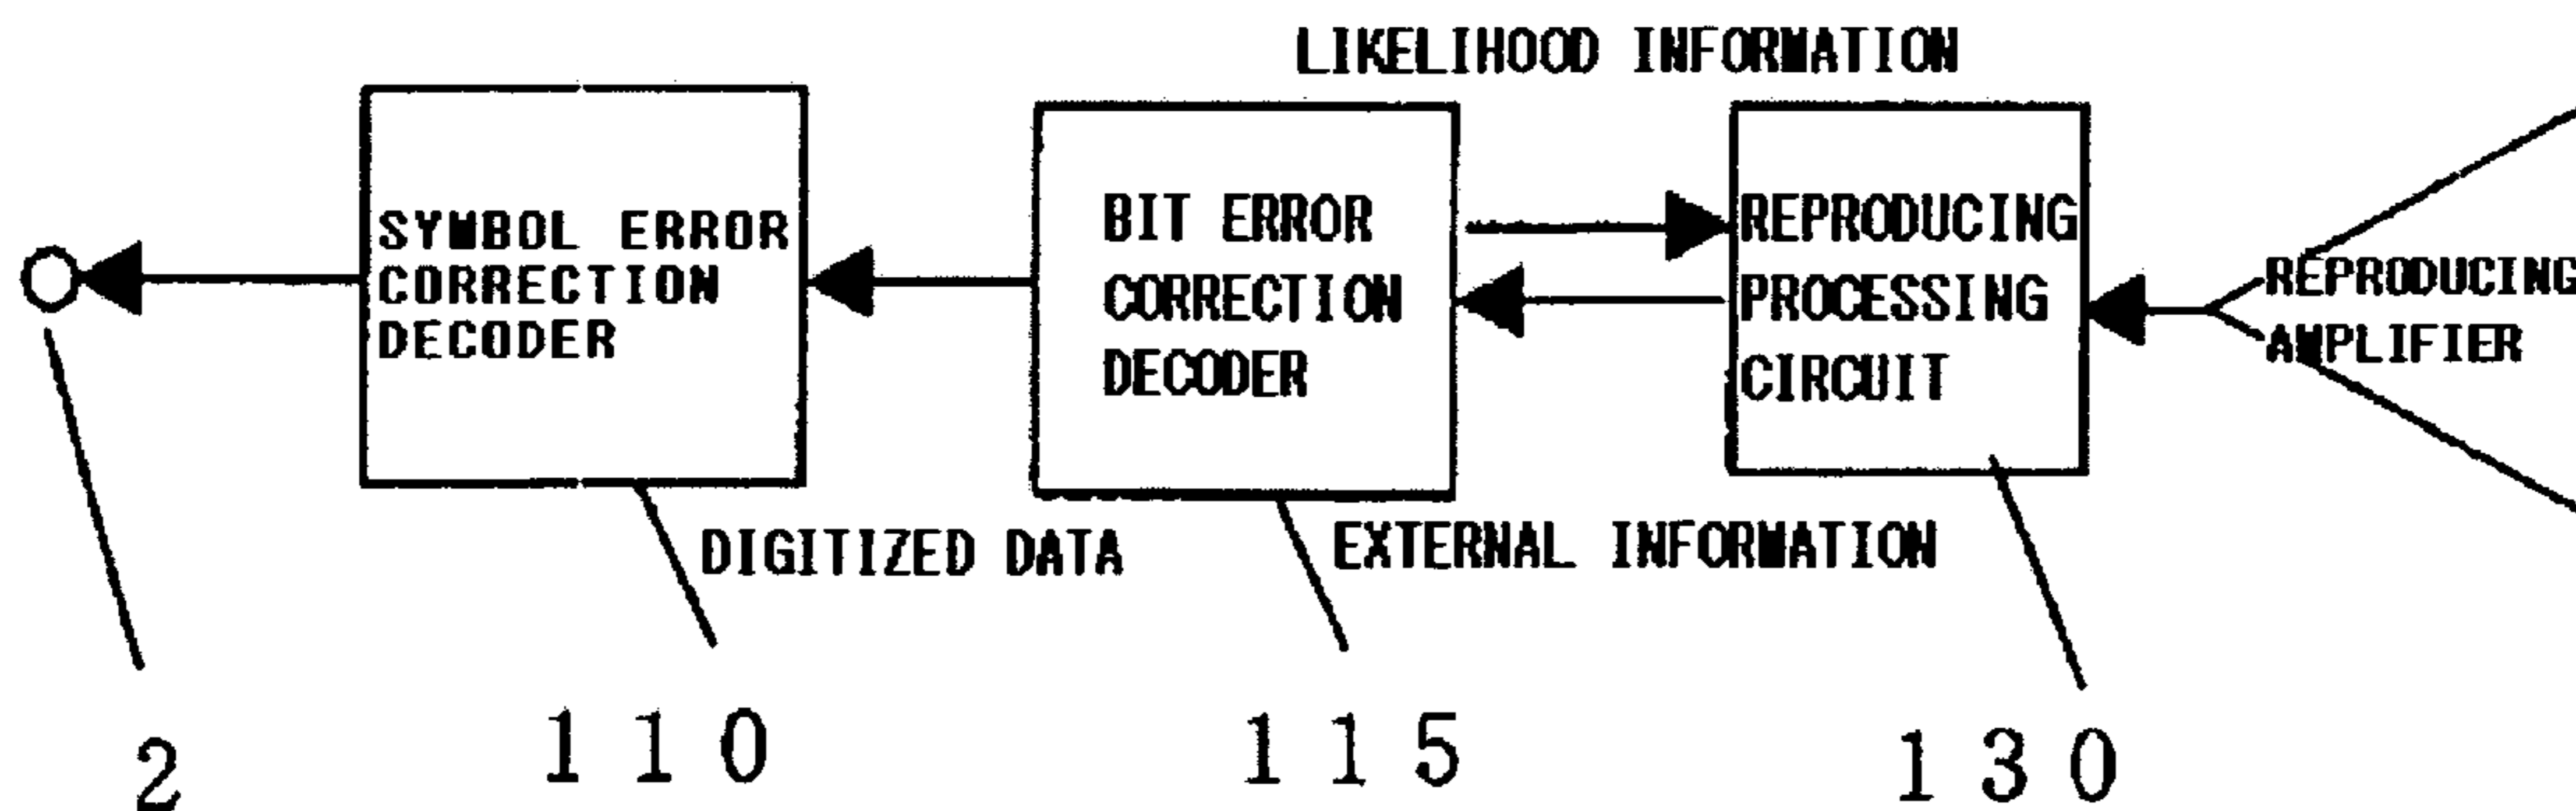 LIKELIHOOD INFORMATION
SYMBOL ERROR
CORRECTION
DECODER
BIT ERROR
CORRECTION
DECODER
REPRODUCING
PROCESSING
CIRCUIT
REPRODUCING
AMPLIFIER
DIGITIZED DATA
EXTERNAL INFORMATION
2
110
115
130